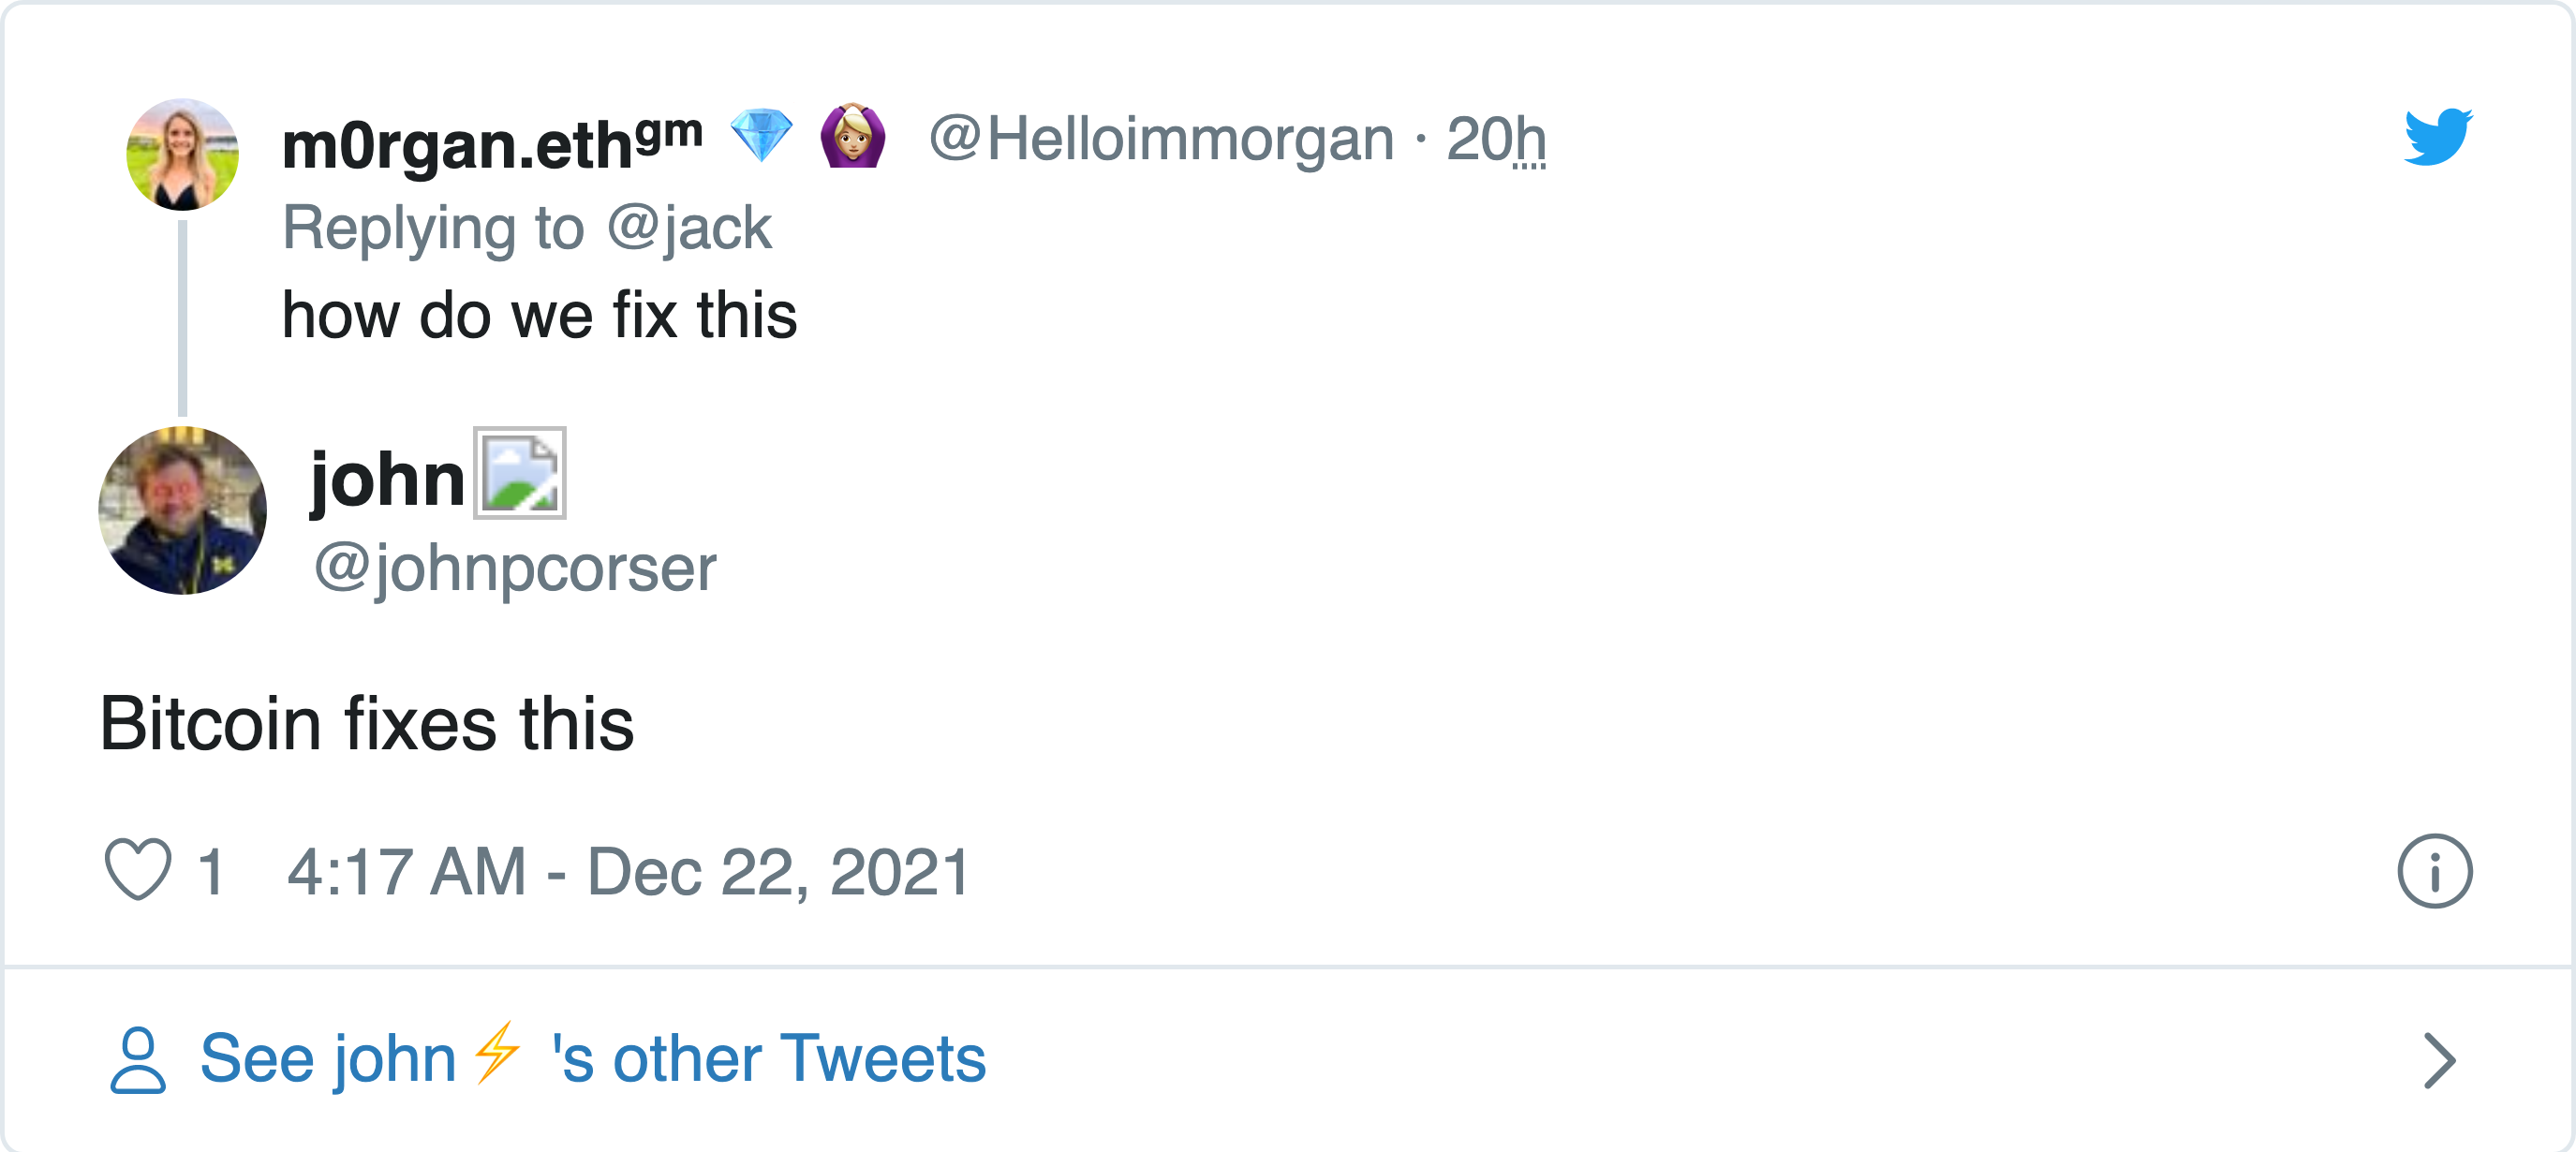 m0rgan.ethᵍᵐ 💎 🙆🏼‍♀️ @Helloimmorgan · 20h
Replying to @jack
how do we fix this
john
@johnpcorser
Bitcoin fixes this
1 4:17 AM - Dec 22, 2021
See john⚡ 's other Tweets